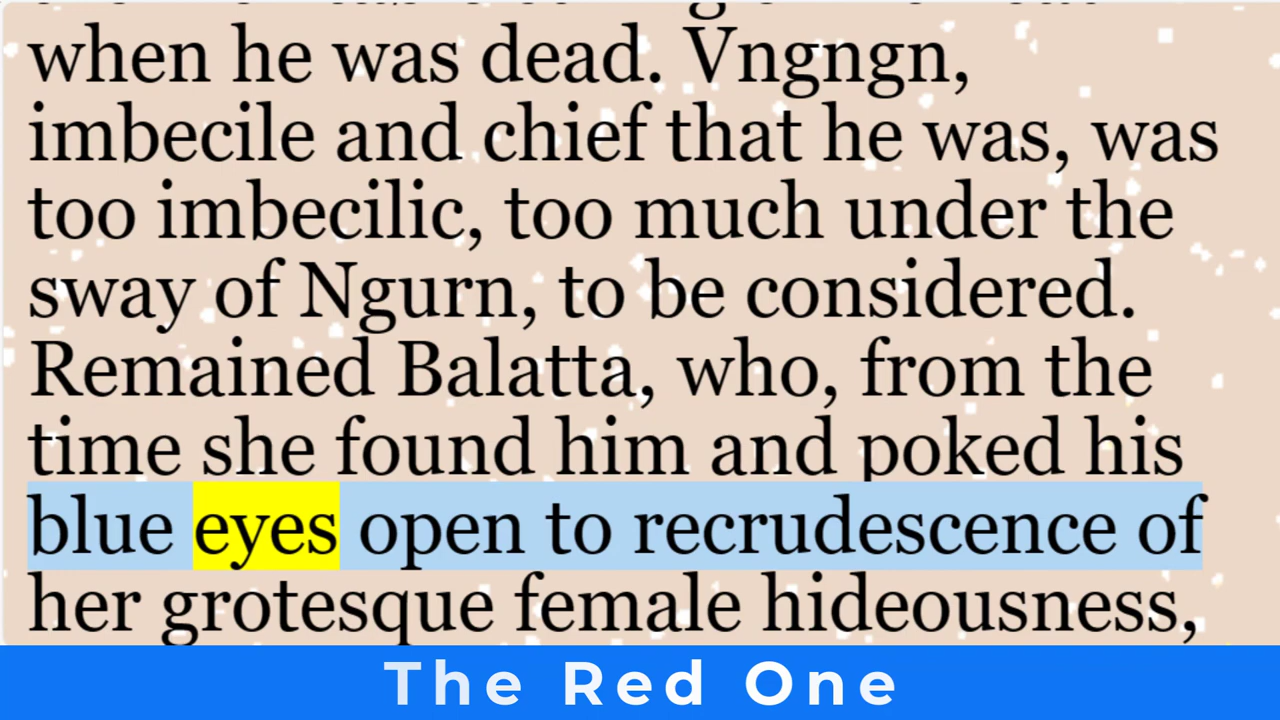 when he was dead. Vngngn,
imbecile and chief that he was, was
too imbecilic, too much under the
sway of Ngurn, to be considered.
Remained Balatta, who, from the
time she found him and poked his
blue eyes open to recrudescence of
her grotesque female hideousness,
The Red One